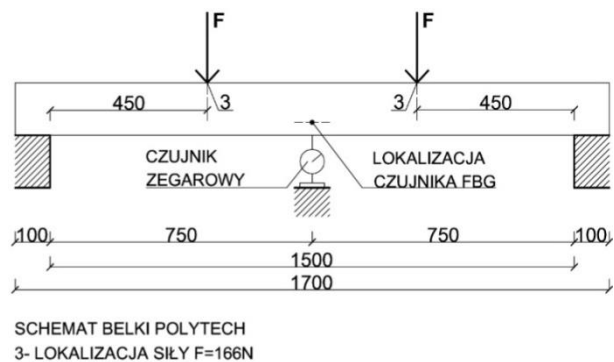 F F
450 3 3 450
CZUJNIK
ZEGAROWY
LOKALIZACJA
CZUJNIKA FBG
100 750 750 100
1500
1700
SCHEMAT BELKI POLYTECH
3- LOKALIZACJA SIŁY F=166N